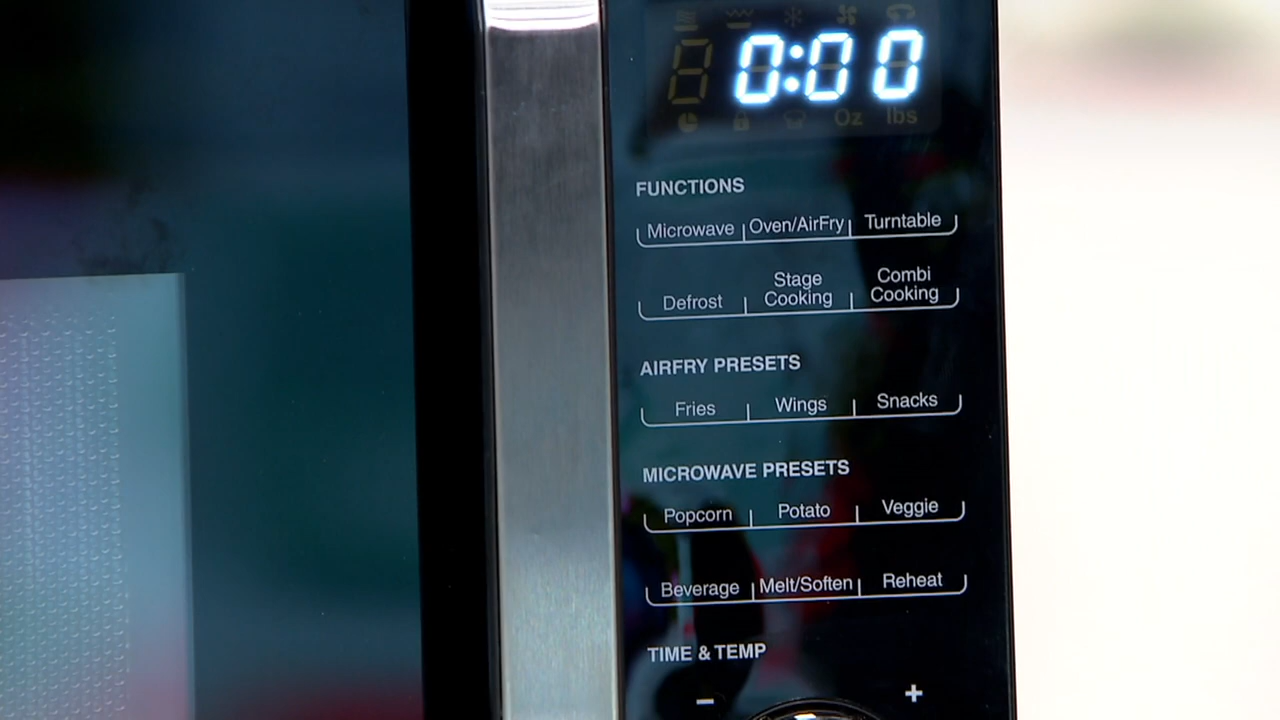 0:00
Oz lbs
FUNCTIONS
Microwave Oven/AirFry Turntable
Defrost Stage Cooking Combi Cooking
AIRFRY PRESETS
Fries Wings Snacks
MICROWAVE PRESETS
Popcorn Potato Veggie
Beverage Melt/Soften Reheat
TIME & TEMP
− +